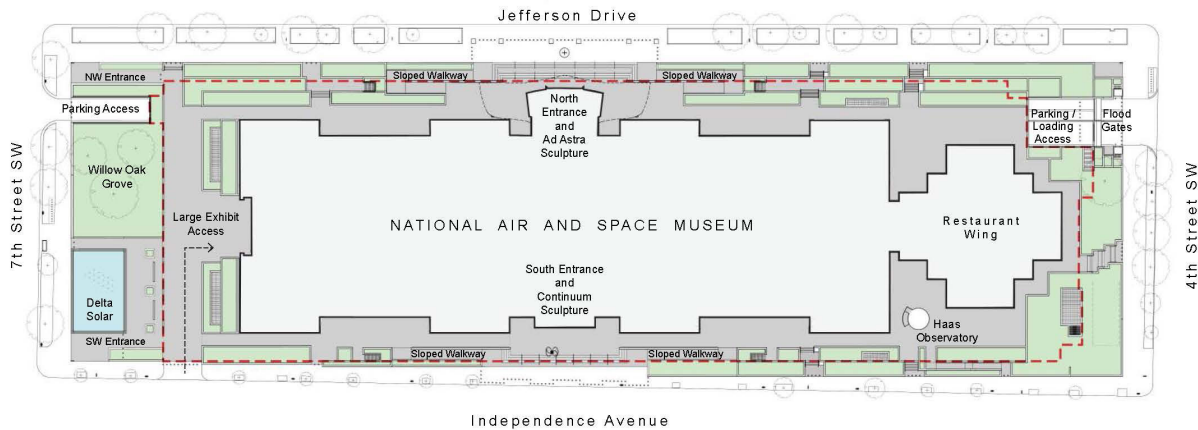 Jefferson Drive
NW Entrance
Sloped Walkway
Sloped Walkway
Parking Access
North
Entrance
and
Ad Astra
Sculpture
Parking /
Loading
Access
Flood
Gates
Willow Oak
Grove
7th Street SW
4th Street SW
Large Exhibit
Access
NATIONAL AIR AND SPACE MUSEUM
Restaurant
Wing
South Entrance
and
Continuum
Sculpture
Delta
Solar
Haas
Observatory
SW Entrance
Sloped Walkway
Sloped Walkway
Independence Avenue